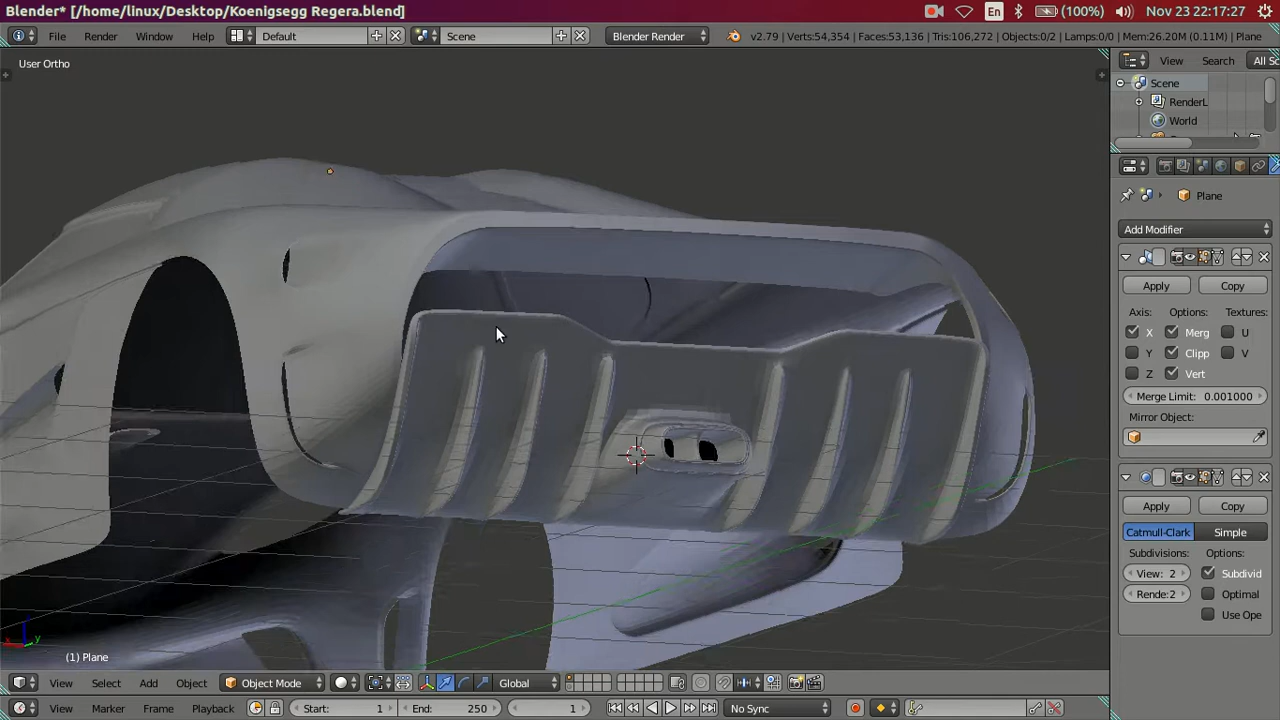 Blender* [/home/linux/Desktop/Koenigsegg Regera.blend] En (100%) Nov 23 22:17:27
File Render Window Help Default Scene Blender Render v2.79 | Verts:54,354 | Faces:53,136 | Tris:106,272 | Objects:0/2 | Lamps:0/0 | Mem:26.20M (0.11M) | Plane
User Ortho
View Search All Sc
Scene
RenderL
World
Plane
Add Modifier
Apply Copy
Axis: Options: Textures:
X Merg U
Y Clipp V
Z Vert
Merge Limit: 0.001000
Mirror Object:
Apply Copy
Catmull-Clark Simple
Subdivisions: Options:
View: 2 Subdivid
Rende: 2 Optimal
Use Ope
x y
(1) Plane
View Select Add Object Object Mode Global
View Marker Frame Playback Start: 1 End: 250 1 No Sync